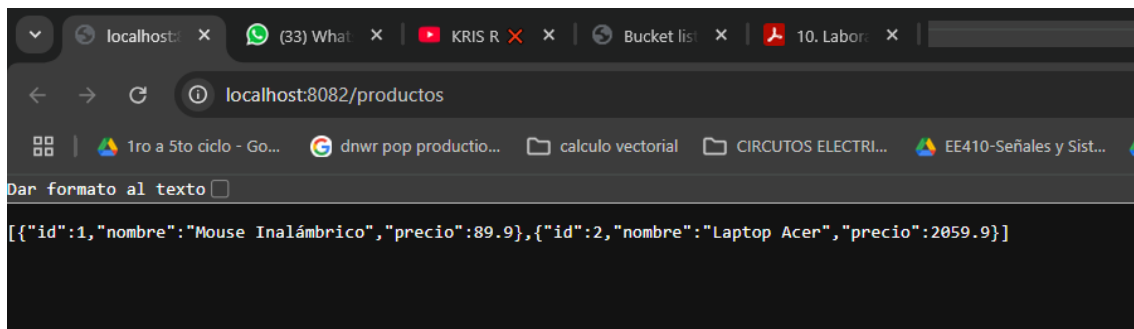 localhost:
(33) What
KRIS R
Bucket lis
10. Labora
localhost:8082/productos
1ro a 5to ciclo - Go...
dnwr pop productio...
calculo vectorial
CIRCUTOS ELECTRI...
EE410-Señales y Sist...
Dar formato al texto
[{"id":1,"nombre":"Mouse Inalámbrico","precio":89.9},{"id":2,"nombre":"Laptop Acer","precio":2059.9}]